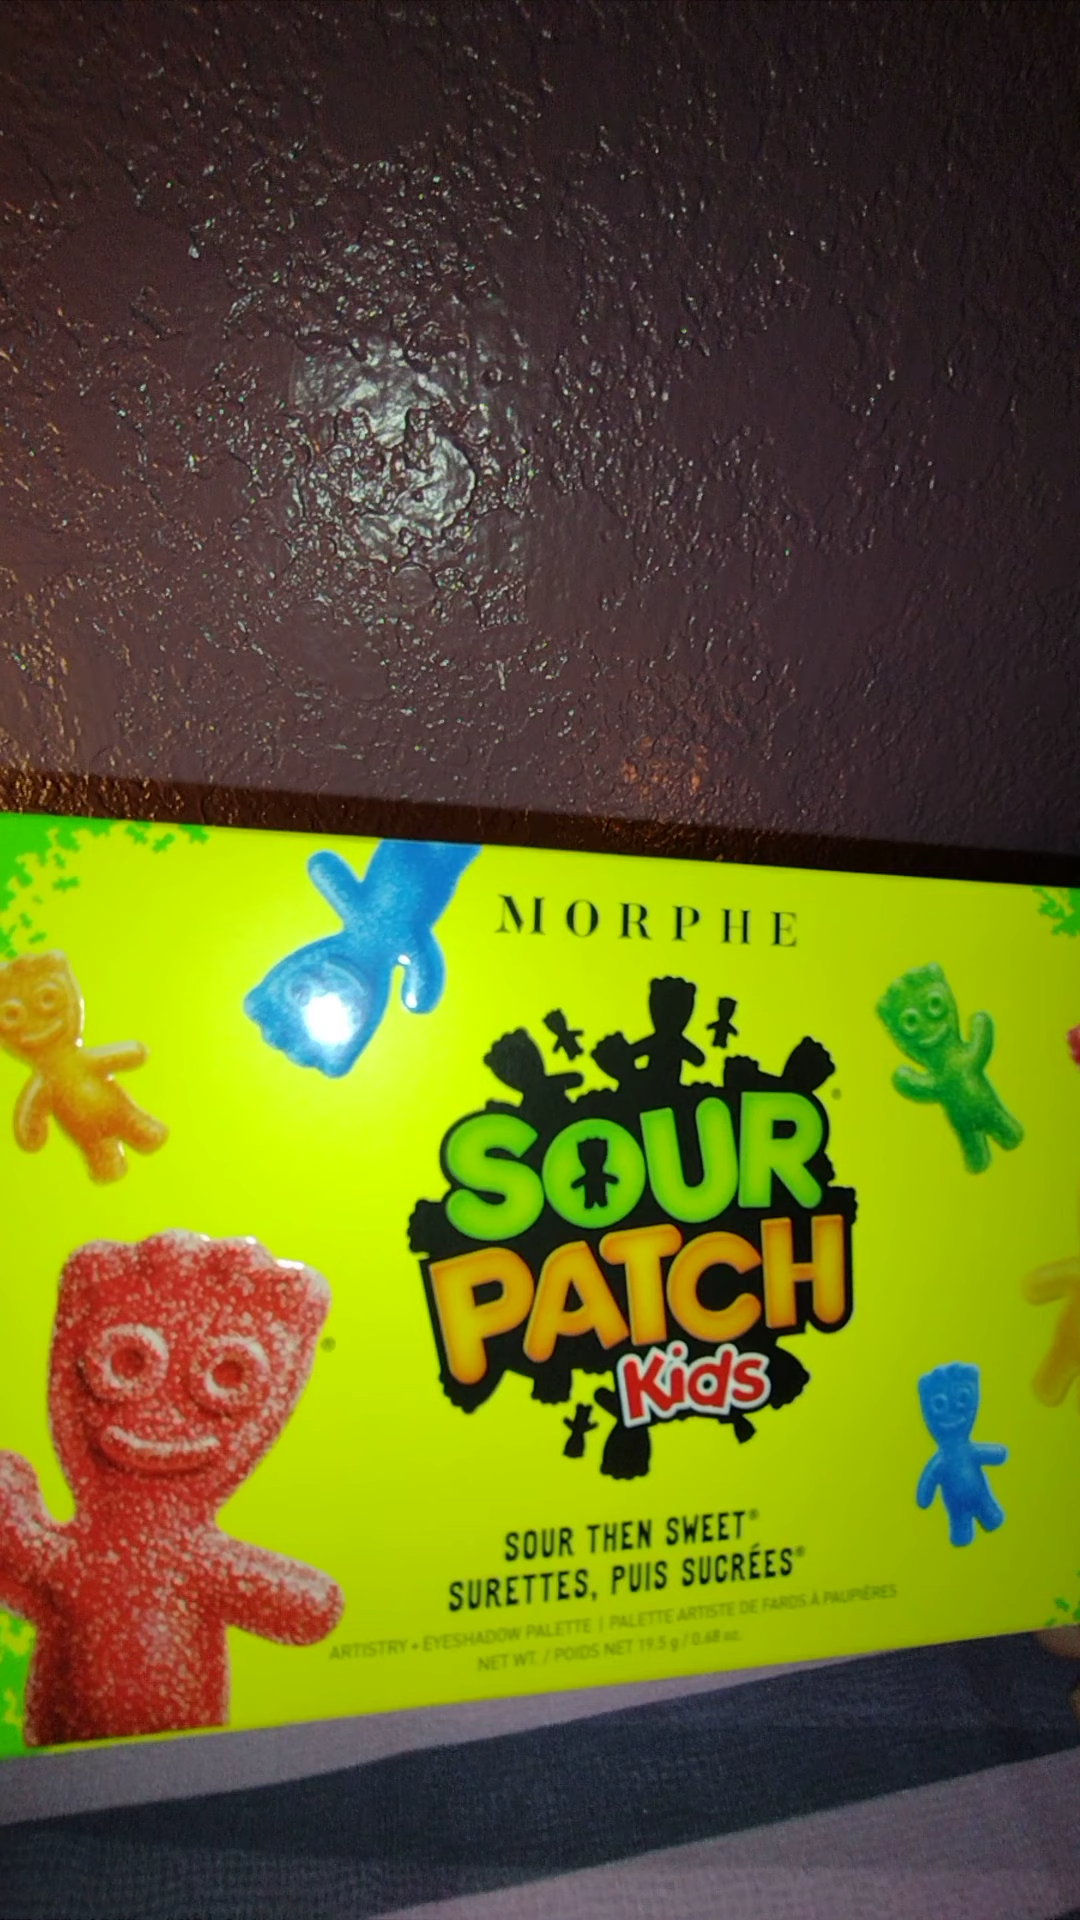 MORPHE
SOUR
PATCH
Kids
SOUR THEN SWEET®
SURETTES, PUIS SUCRÉES®
ARTISTRY + EYESHADOW PALETTE | PALETTE ARTISTE DE FARDS À PAUPIÈRES
NET WT. / POIDS NET 19.5 g / 0.68 oz.